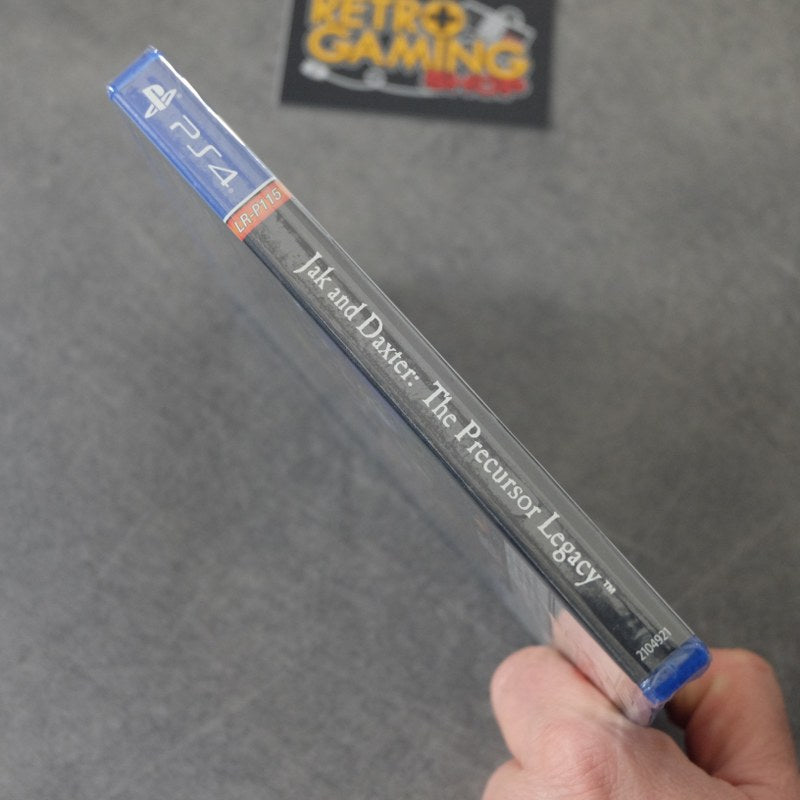 RETRO
GAMING
SHOP
PS4
LR-P115
Jak and Daxter: The Precursor Legacy™
2104921